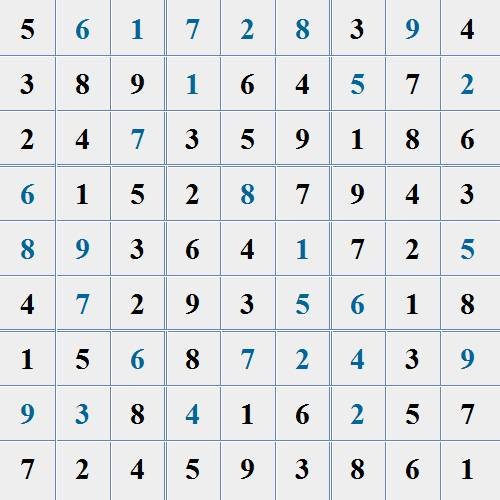 5 6 1 7 2 8 3 9 4
3 8 9 1 6 4 5 7 2
2 4 7 3 5 9 1 8 6
6 1 5 2 8 7 9 4 3
8 9 3 6 4 1 7 2 5
4 7 2 9 3 5 6 1 8
1 5 6 8 7 2 4 3 9
9 3 8 4 1 6 2 5 7
7 2 4 5 9 3 8 6 1